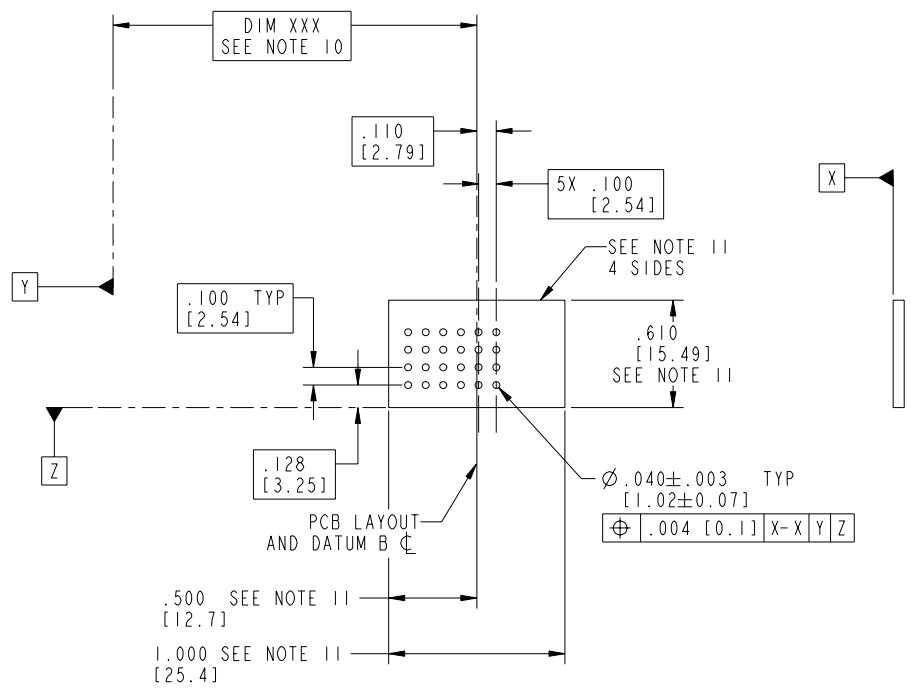 DIM XXX
SEE NOTE 10
.110
[2.79]
5X .100
[2.54]
X
SEE NOTE 11
4 SIDES
Y
.100 TYP
[2.54]
.610
[15.49]
SEE NOTE 11
Z
.128
[3.25]
Ø .040±.003 TYP
[1.02±0.07]
⌖ .004 [0.1] X-X Y Z
PCB LAYOUT
AND DATUM B ℄
.500 SEE NOTE 11
[12.7]
1.000 SEE NOTE 11
[25.4]